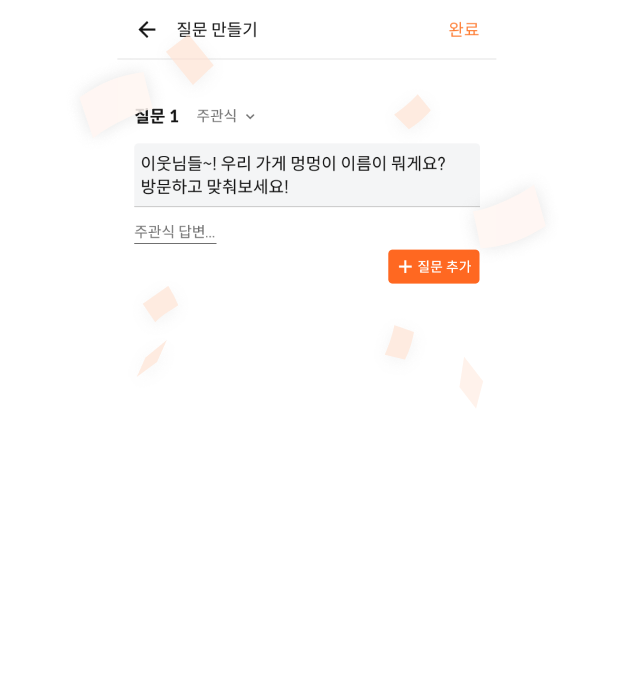 질문 만들기
완료
질문 1
주관식
이웃님들~! 우리 가게 멍멍이 이름이 뭐게요?
방문하고 맞춰보세요!
주관식 답변...
+ 질문 추가